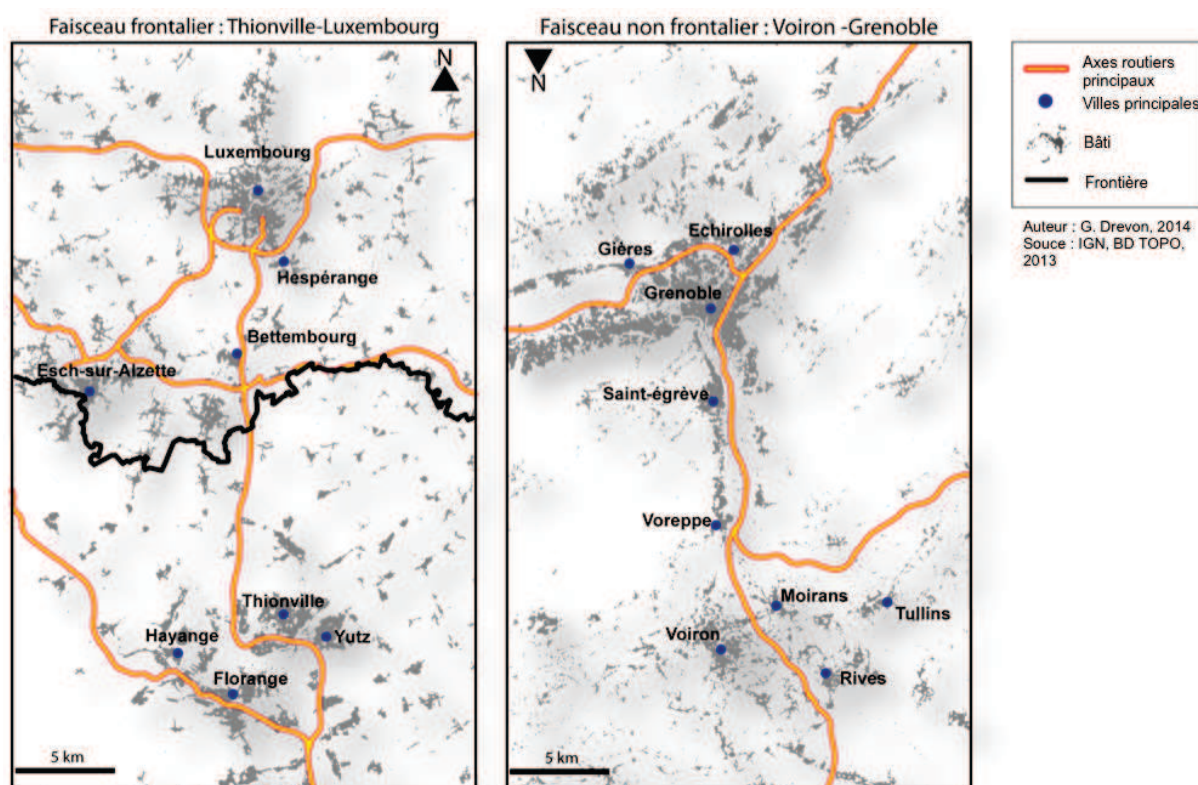 Faisceau frontalier : Thionville-Luxembourg
N
Luxembourg
Hespérange
Bettembourg
Esch-sur-Alzette
Thionville
Yutz
Hayange
Florange
5 km
Faisceau non frontalier : Voiron -Grenoble
N
Echirolles
Gières
Grenoble
Saint-égrève
Voreppe
Moirans
Tullins
Voiron
Rives
5 km
Axes routiers
principaux
Villes principales
Bâti
Frontière
Auteur : G. Drevon, 2014
Souce : IGN, BD TOPO,
2013